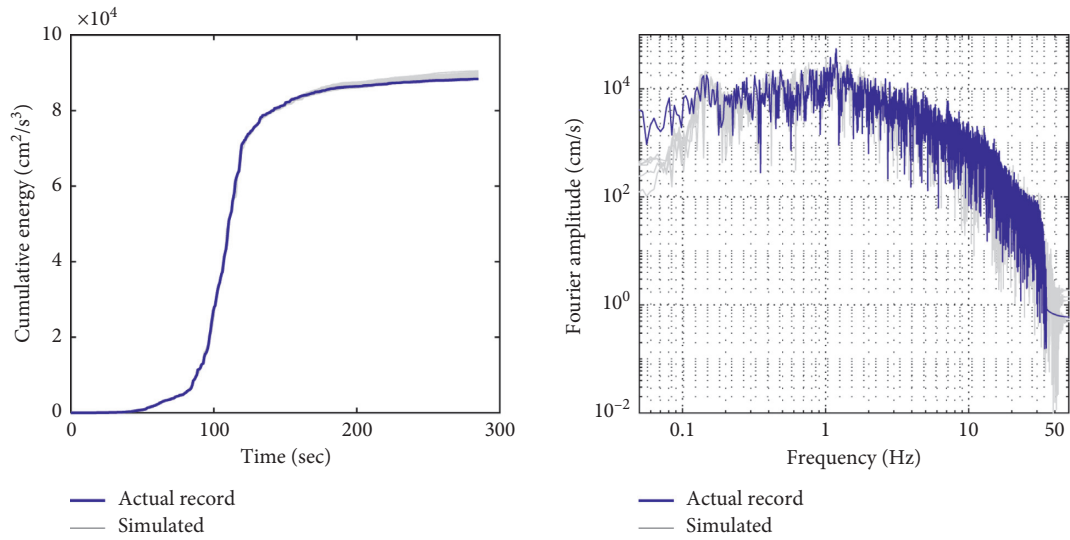 ×10⁴
10
8
6
4
2
0
Cumulative energy (cm²/s³)
0 100 200 300
Time (sec)
Actual record
Simulated
10⁴
10²
10⁰
10⁻²
Fourier amplitude (cm/s)
0.1 1 10 50
Frequency (Hz)
Actual record
Simulated